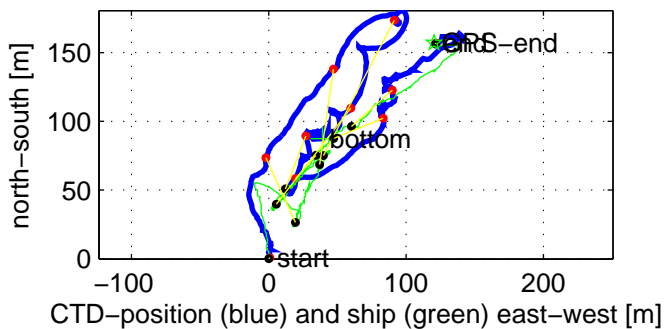 150
100
50
0
north−south [m]
GPS−end
end
bottom
start
−100
0
100
200
CTD−position (blue) and ship (green) east−west [m]